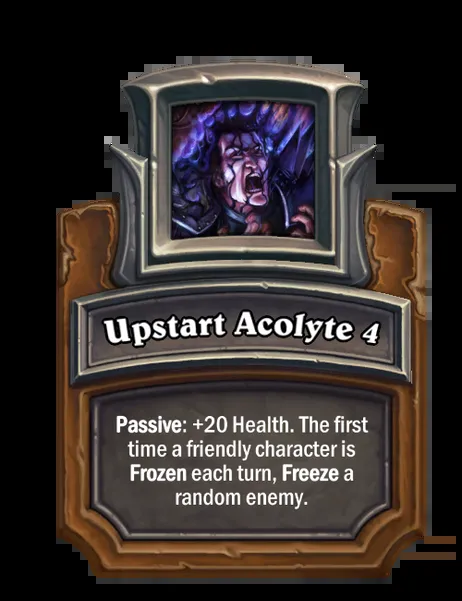 Upstart Acolyte 4
Passive: +20 Health. The first
time a friendly character is
Frozen each turn, Freeze a
random enemy.